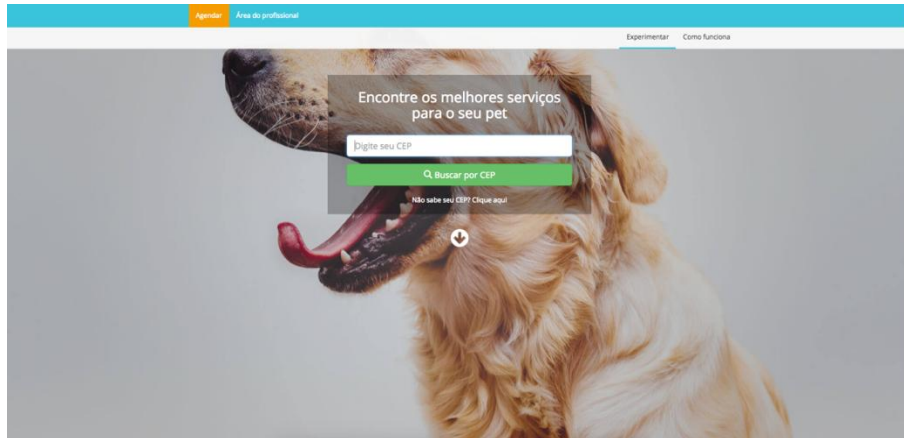 Agendar Área do profissional
Experimentar Como funciona
Encontre os melhores serviços
para o seu pet
Digite seu CEP
Buscar por CEP
Não sabe seu CEP? Clique aqui